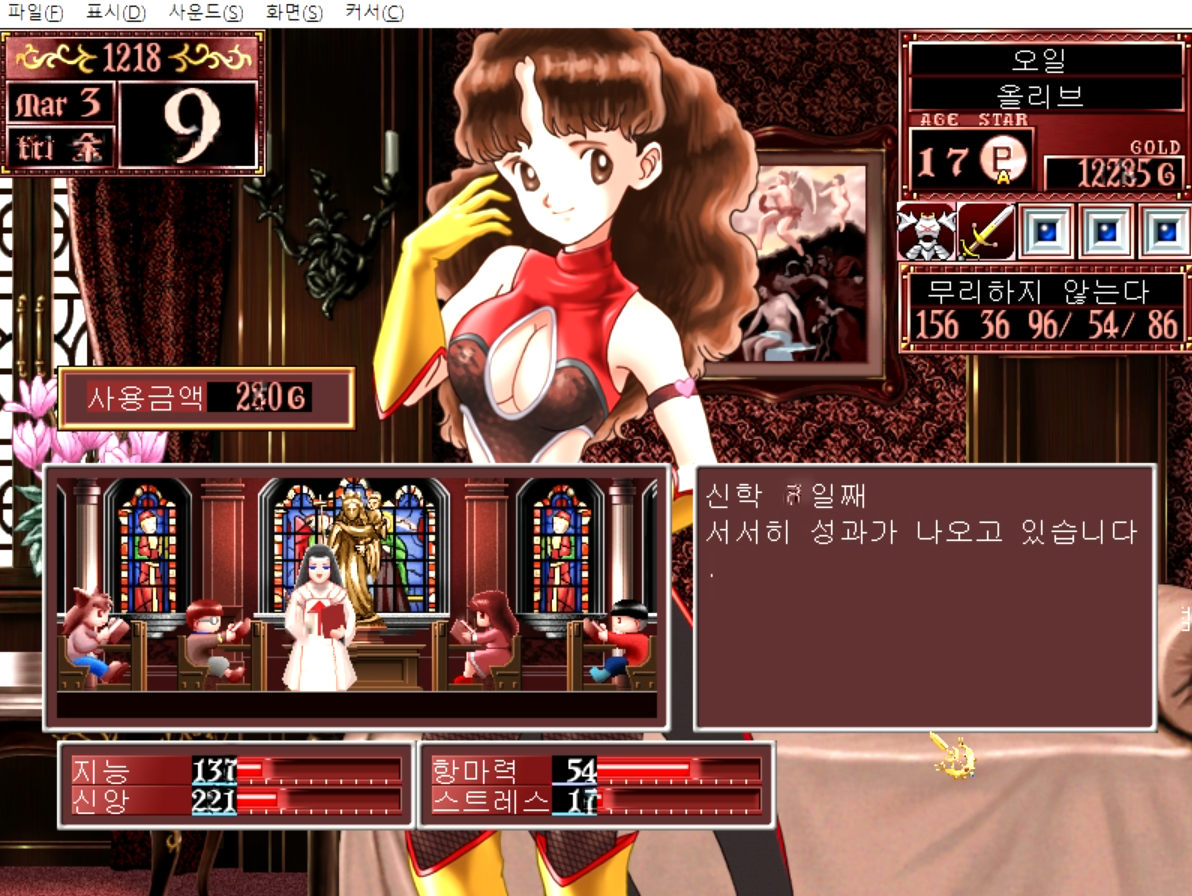 파일(F) 표시(D) 사운드(S) 화면(S) 커서(C)
1218
Mar 3
9
fri 金
오일
올리브
AGE STAR
17 P
GOLD
12285 G
무리하지 않는다
156 36 96/ 54/ 86
사용금액 G
신학 일째
서서히 성과가 나오고 있습니다
.
지능 137
신앙 221
항마력 54
스트레스 17